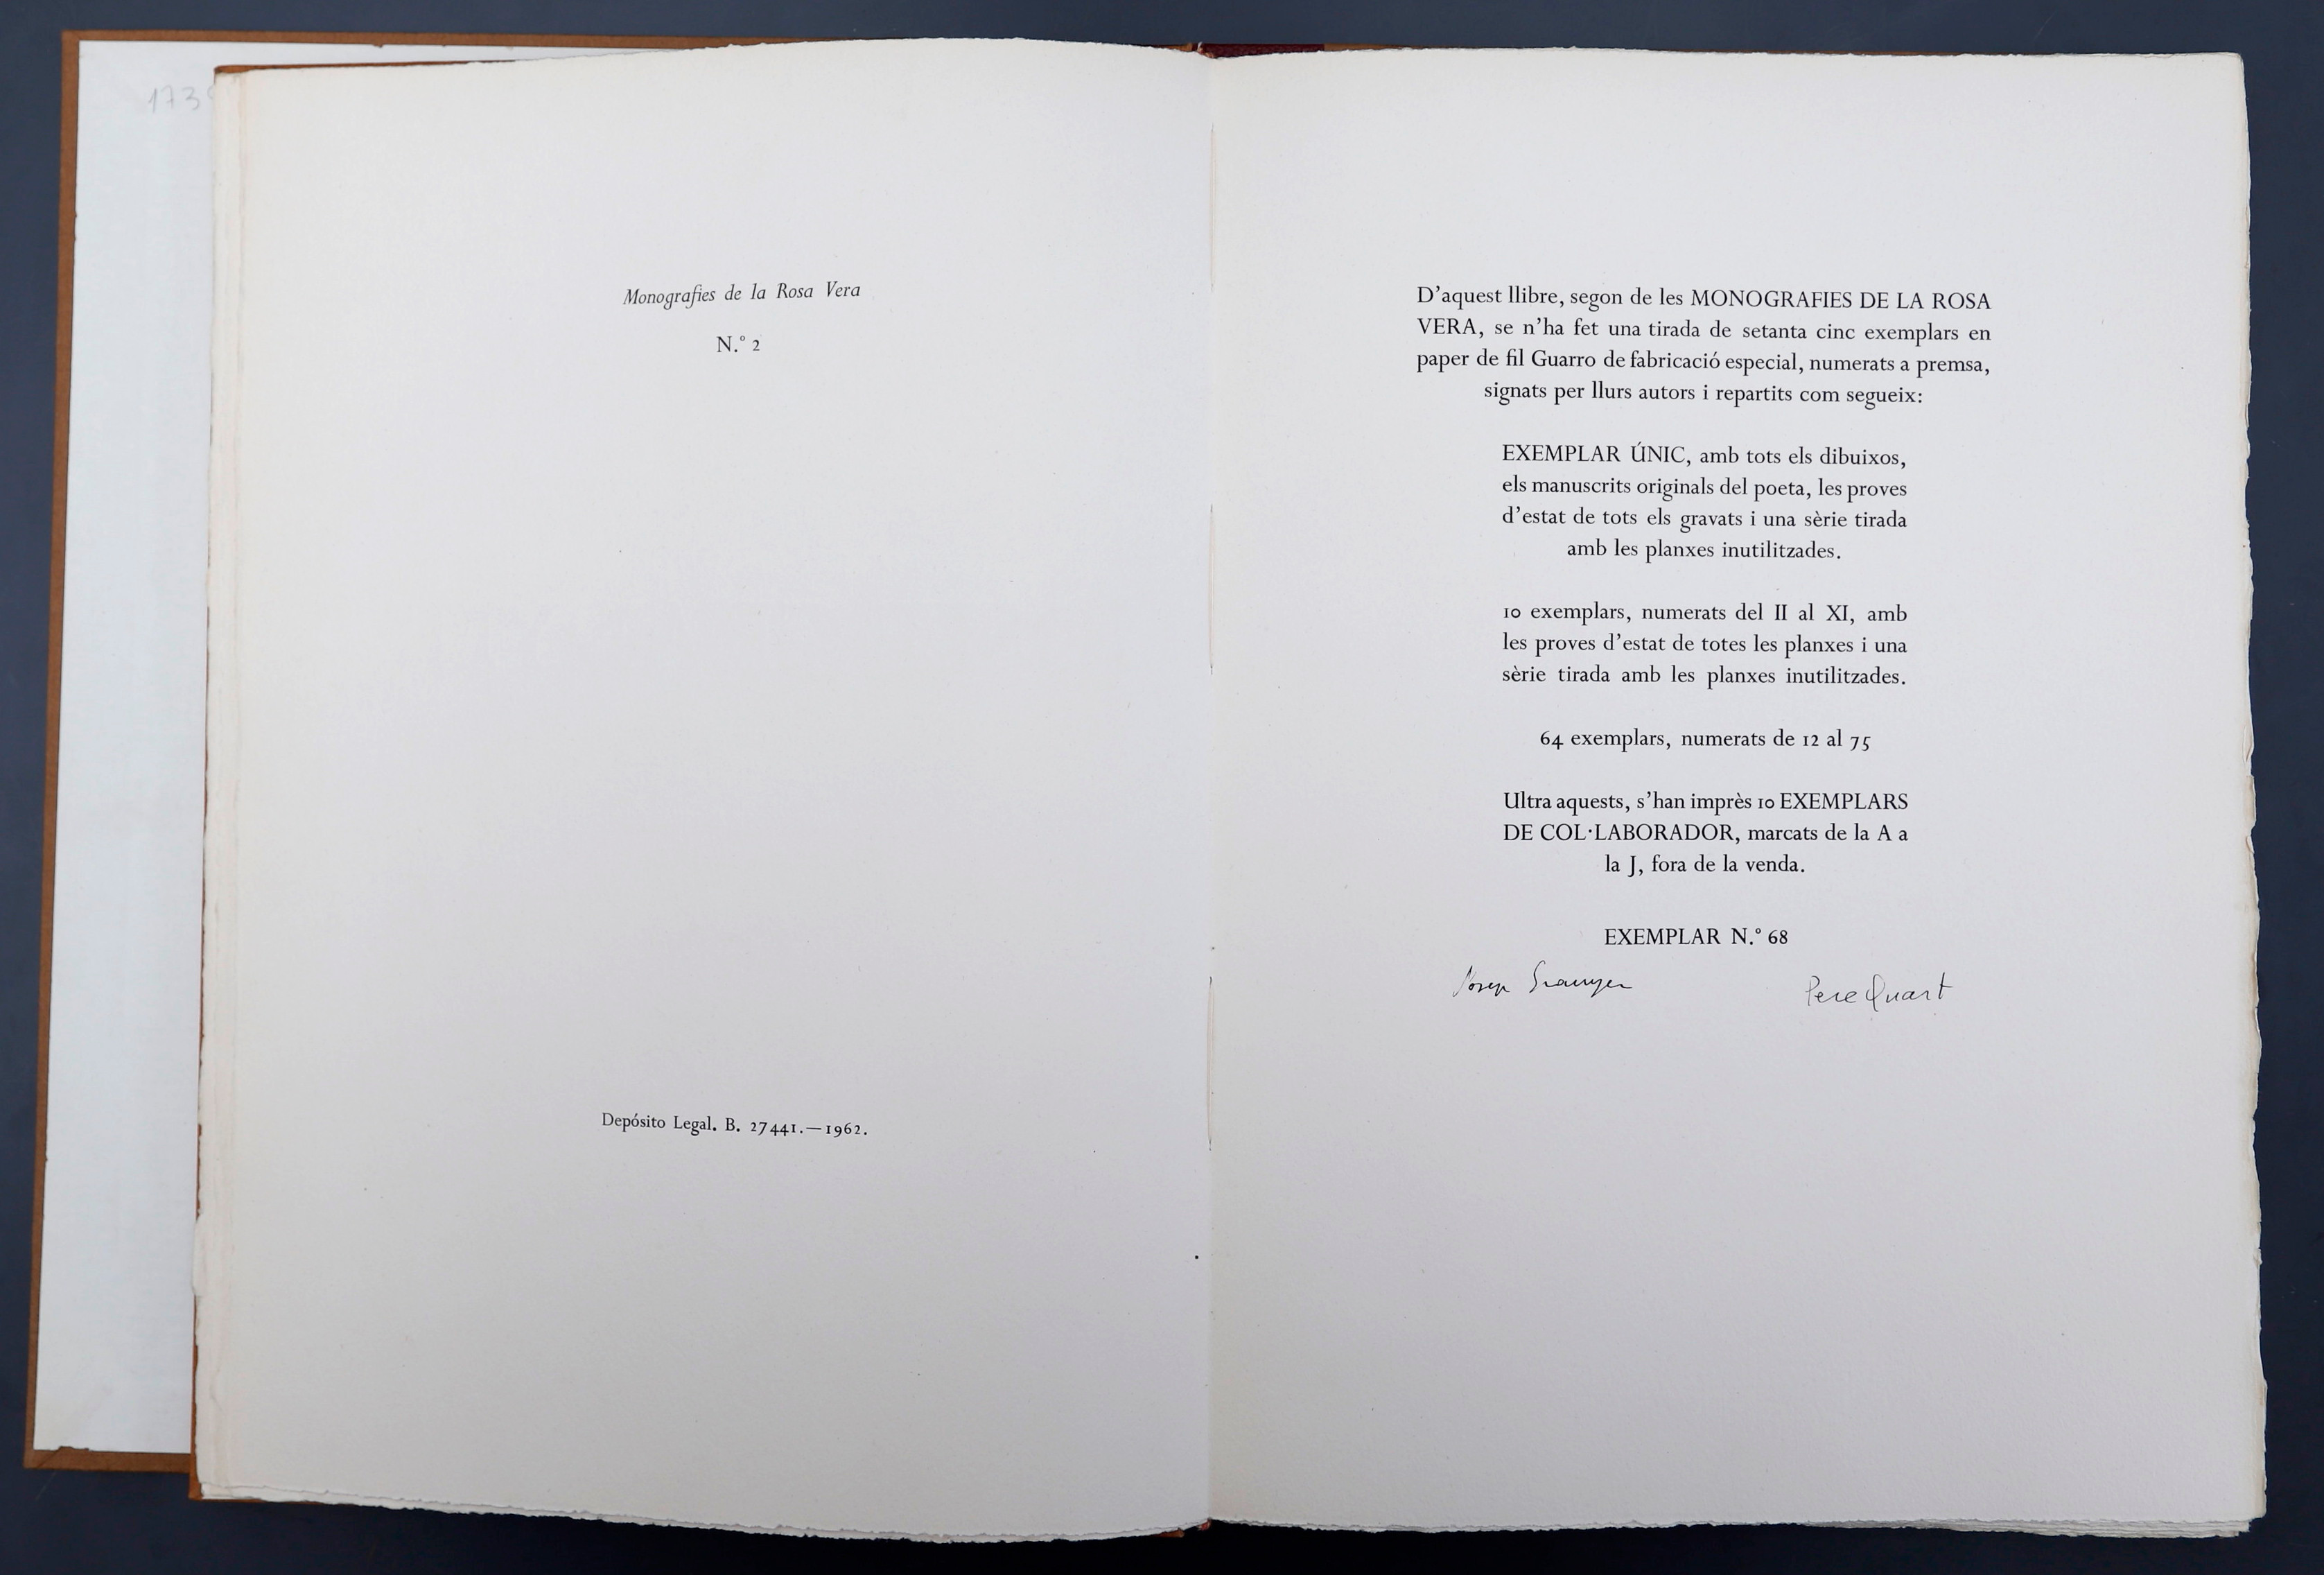 173
Monografies de la Rosa Vera
N.º 2
Depósito Legal. B. 27441.—1962.
D’aquest llibre, segon de les MONOGRAFIES DE LA ROSA
VERA, se n’ha fet una tirada de setanta cinc exemplars en
paper de fil Guarro de fabricació especial, numerats a premsa,
signats per llurs autors i repartits com segueix:
EXEMPLAR ÚNIC, amb tots els dibuixos,
els manuscrits originals del poeta, les proves
d’estat de tots els gravats i una sèrie tirada
amb les planxes inutilitzades.
10 exemplars, numerats del II al XI, amb
les proves d’estat de totes les planxes i una
sèrie tirada amb les planxes inutilitzades.
64 exemplars, numerats de 12 al 75
Ultra aquests, s’han imprès 10 EXEMPLARS
DE COL·LABORADOR, marcats de la A a
la J, fora de la venda.
EXEMPLAR N.º 68
Josep Granyer Pere Quart